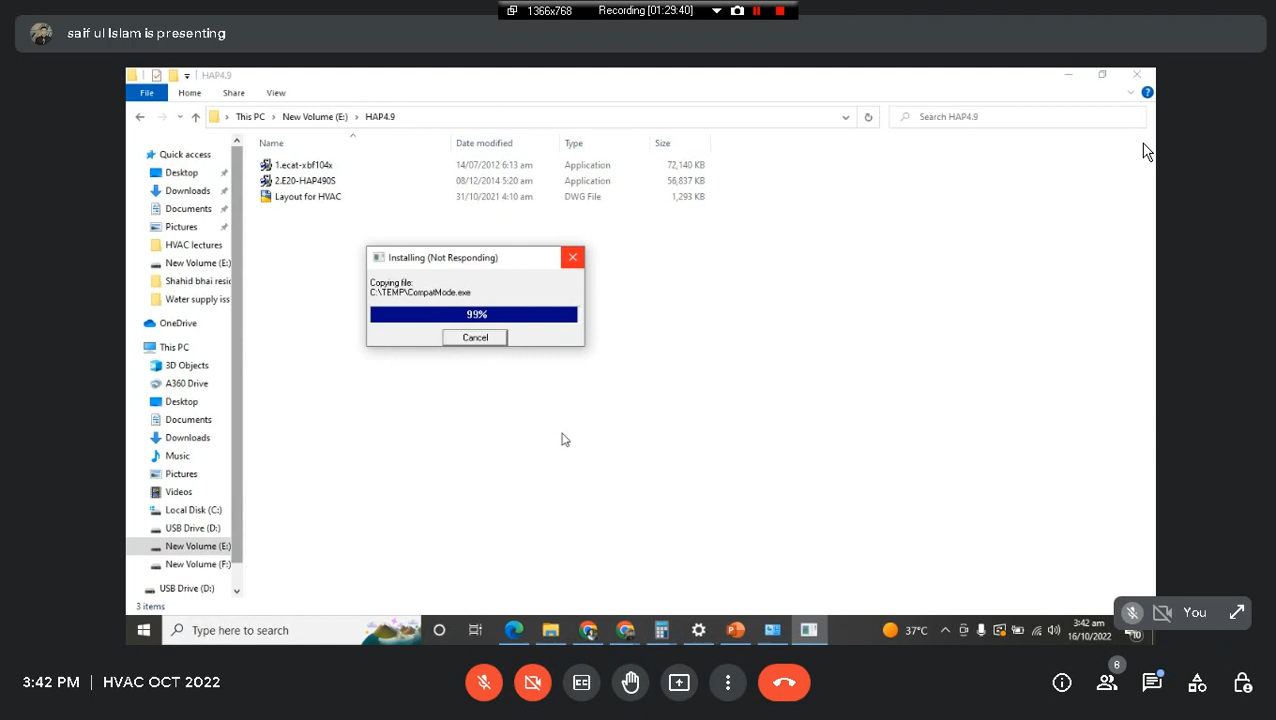 1366x768 Recording [01:29:40]
saif ul Islam is presenting
HAP4.9
File Home Share View
This PC > New Volume (E:) > HAP4.9
Search HAP4.9
Name Date modified Type Size
1.ecat-xbf104x 14/07/2012 6:13 am Application 72,140 KB
2.E20-HAP490S 08/12/2014 5:20 am Application 56,837 KB
Layout for HVAC 31/10/2021 4:10 am DWG File 1,293 KB
Quick access
Desktop
Downloads
Documents
Pictures
HVAC lectures
New Volume (E:)
Shahid bhai resi
Water supply iss
OneDrive
This PC
3D Objects
A360 Drive
Desktop
Documents
Downloads
Music
Pictures
Videos
Local Disk (C:)
USB Drive (D:)
New Volume (E:)
New Volume (F:)
USB Drive (D:)
3 items
Installing (Not Responding)
Copying file:
C:\TEMP\CompatMode.exe
99%
Cancel
You
Type here to search
37°C
3:42 am
16/10/2022
10
3:42 PM | HVAC OCT 2022
8